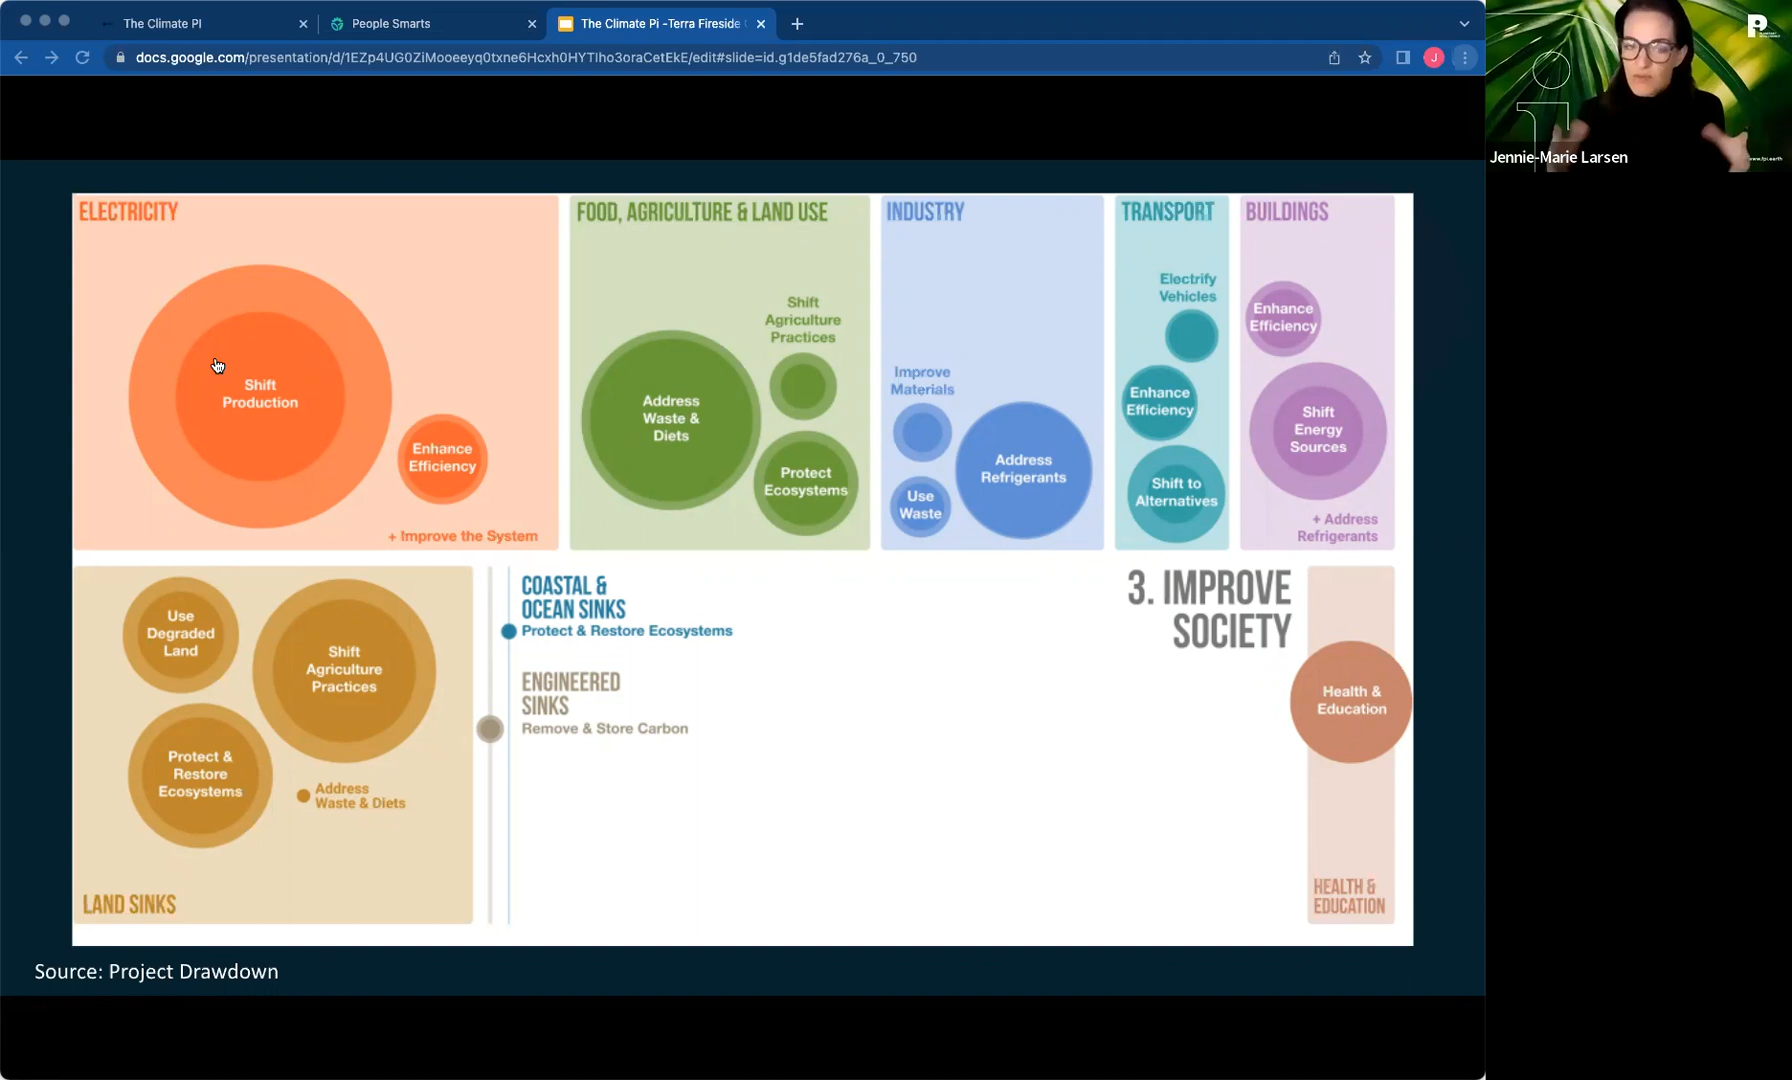 The Climate PI
People Smarts
The Climate Pi -Terra Fireside
docs.google.com/presentation/d/1EZp4UG0ZiMooeeyq0txne6Hcxh0HYTIho3oraCetEkE/edit#slide=id.g1de5fad276a_0_750
J
Jennie-Marie Larsen
www.fpi.earth
ELECTRICITY
Shift
Production
Enhance
Efficiency
+ Improve the System
FOOD, AGRICULTURE & LAND USE
Shift
Agriculture
Practices
Address
Waste &
Diets
Protect
Ecosystems
INDUSTRY
Improve
Materials
Use
Waste
Address
Refrigerants
TRANSPORT
Electrify
Vehicles
Enhance
Efficiency
Shift to
Alternatives
BUILDINGS
Enhance
Efficiency
Shift
Energy
Sources
+ Address
Refrigerants
Use
Degraded
Land
Shift
Agriculture
Practices
Protect &
Restore
Ecosystems
Address
Waste & Diets
LAND SINKS
COASTAL &
OCEAN SINKS
Protect & Restore Ecosystems
ENGINEERED
SINKS
Remove & Store Carbon
3. IMPROVE
SOCIETY
Health &
Education
HEALTH &
EDUCATION
Source: Project Drawdown